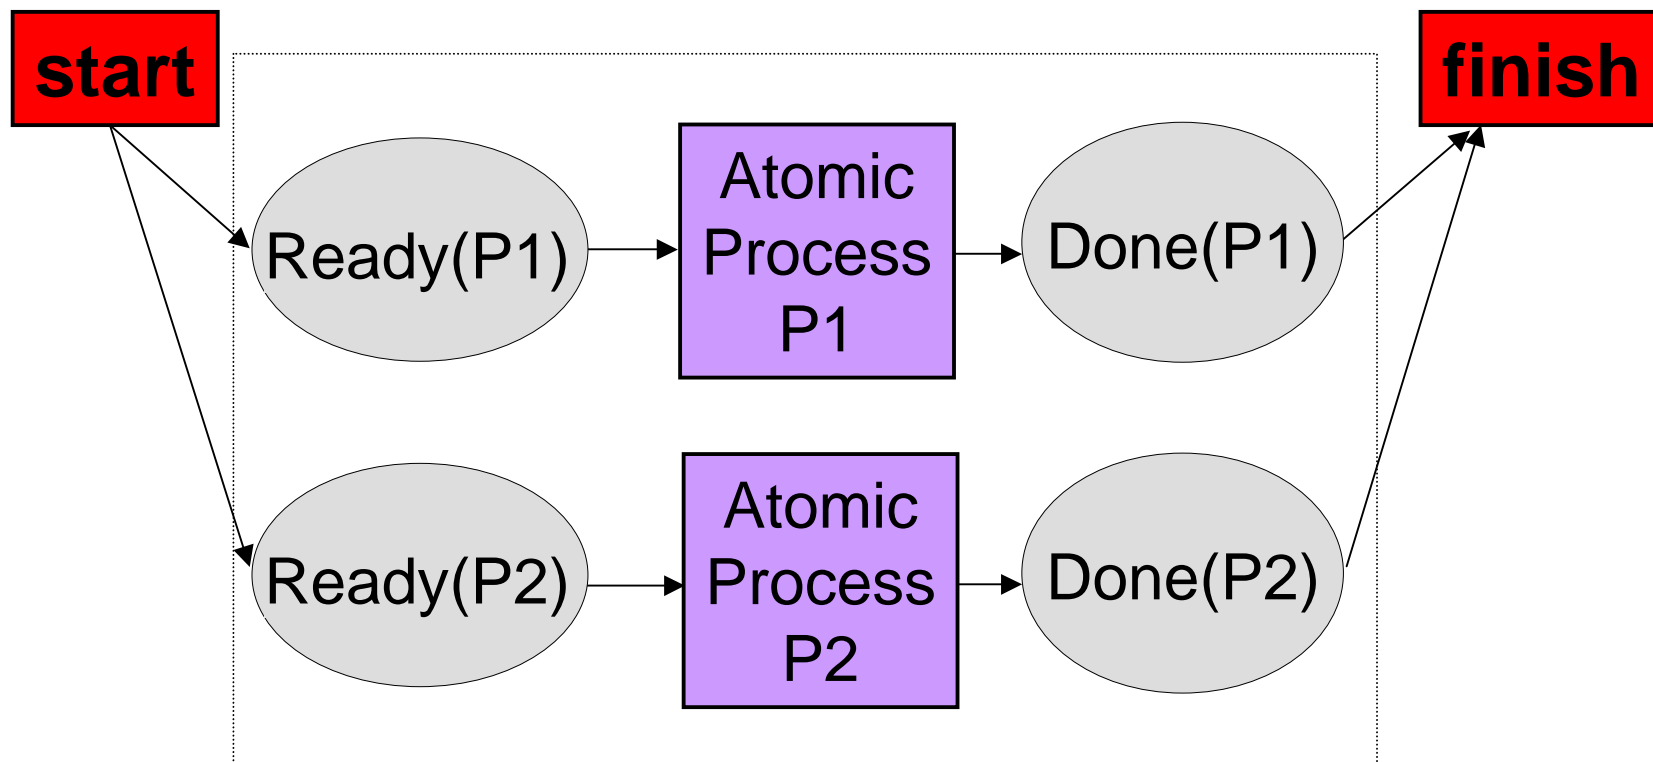 start
finish
Ready(P1)
Atomic
Process
P1
Done(P1)
Ready(P2)
Atomic
Process
P2
Done(P2)